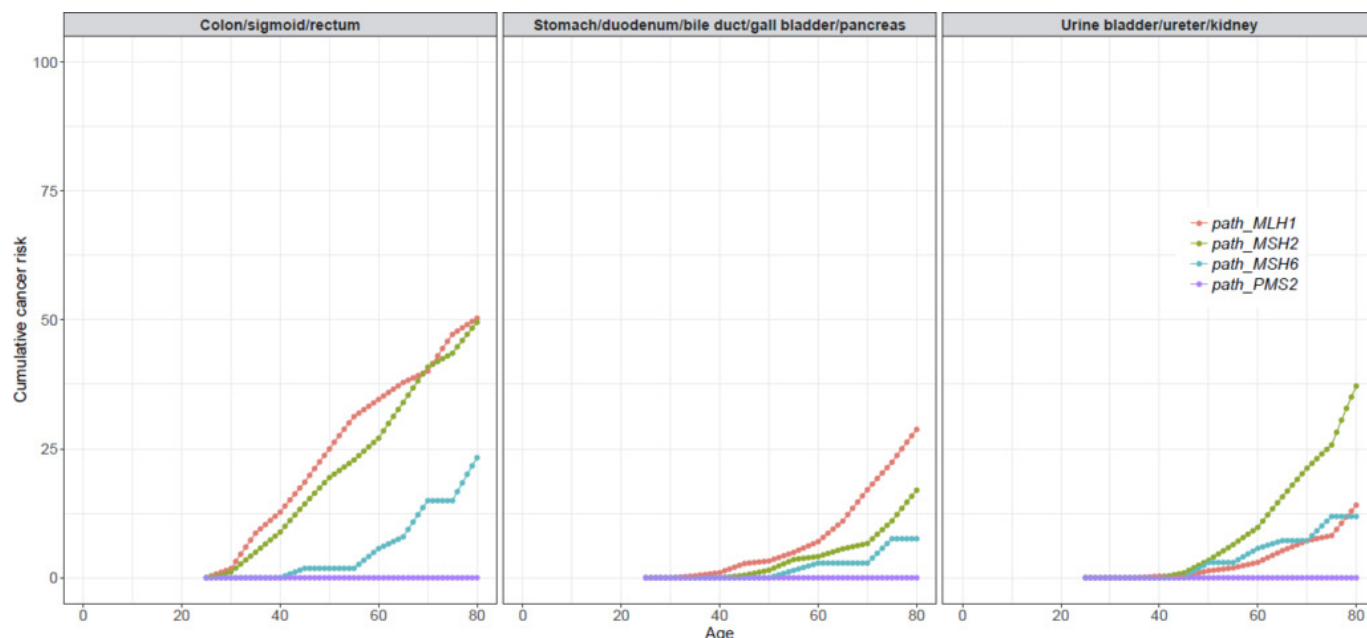 Colon/sigmoid/rectum
Stomach/duodenum/bile duct/gall bladder/pancreas
Urine bladder/ureter/kidney
Cumulative cancer risk
100
75
50
25
0
path_MLH1
path_MSH2
path_MSH6
path_PMS2
0 20 40 60 80
0 20 40 60 80
0 20 40 60 80
Age